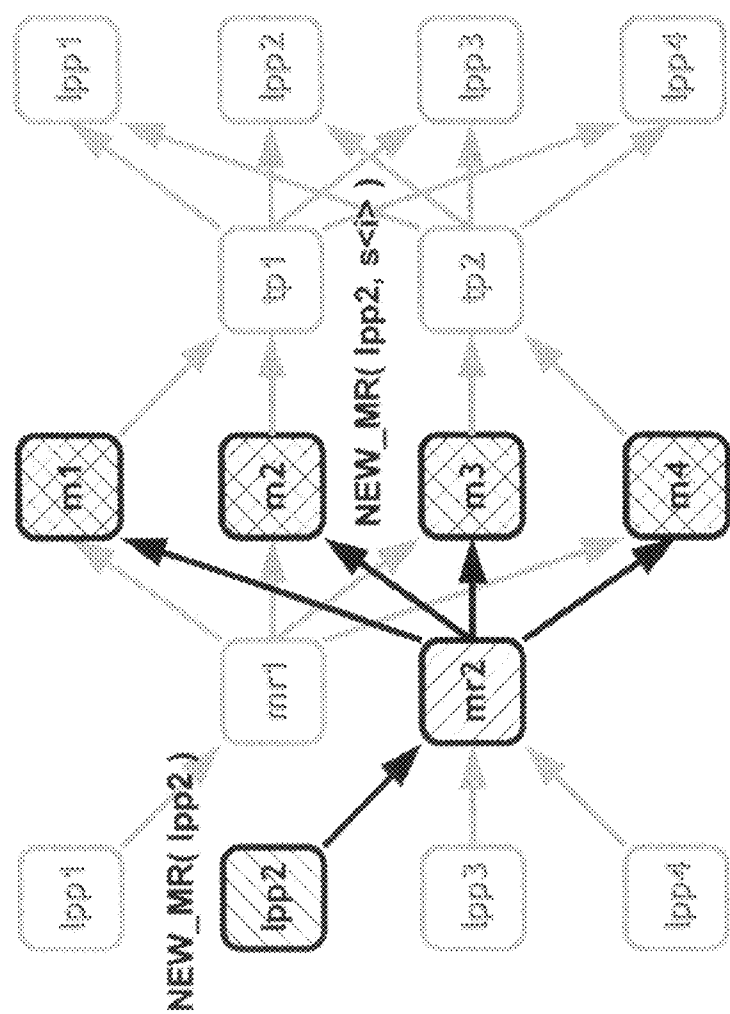 lpp1
m1
lpp1
NEW_MR( lpp2 )
lpp2
mr1
m2
tp1
lpp2
NEW_MR( lpp2, s<i> )
lpp3
mr2
m3
tp2
lpp3
lpp4
m4
lpp4